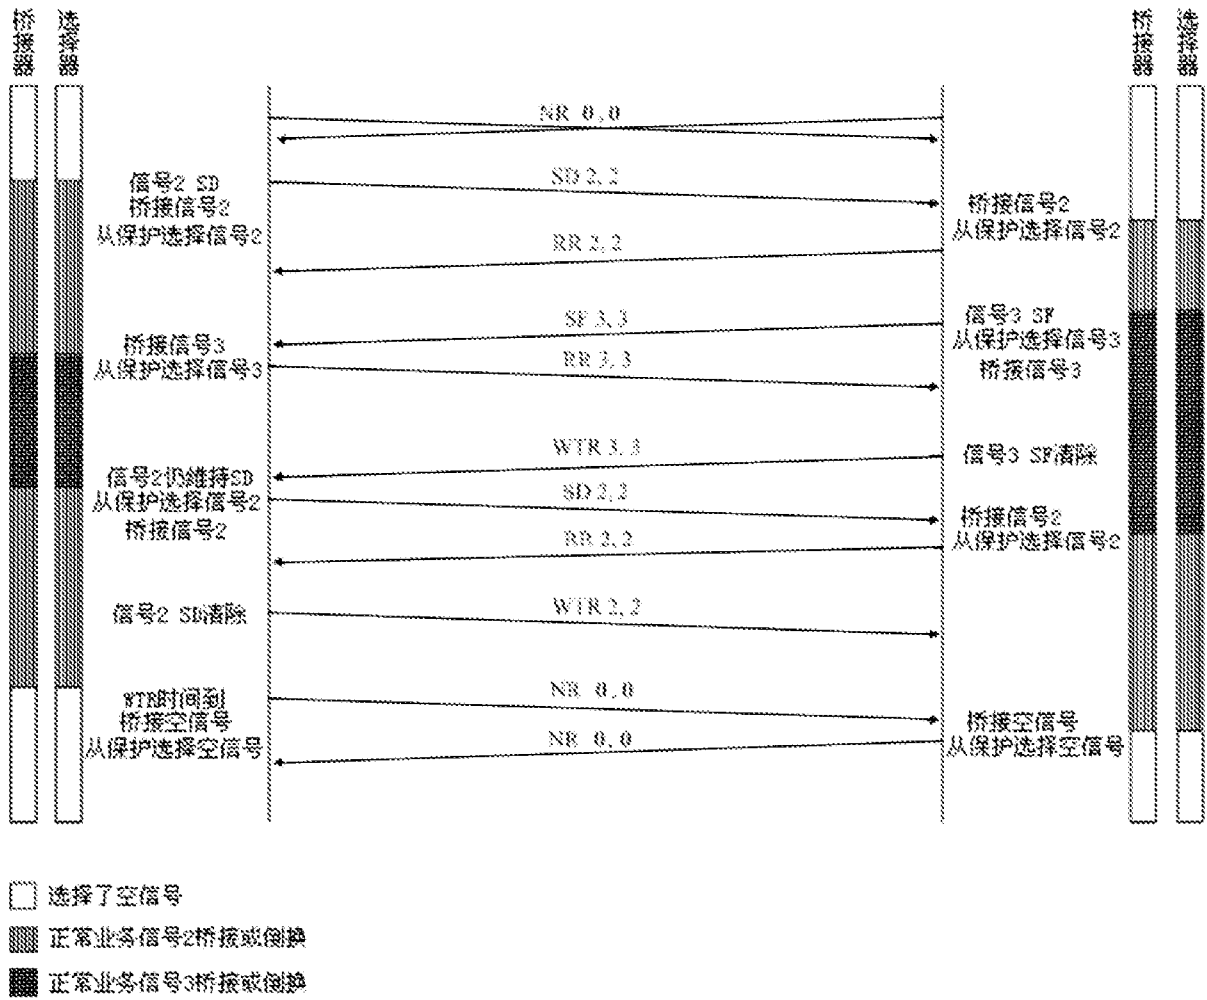 桥接器
选择器
桥接器
选择器
NR 0,0
信号2 SD
桥接信号2
从保护选择信号2
SD 2,2
桥接信号2
从保护选择信号2
RR 2,2
SF 3,3
信号3 SF
从保护选择信号3
桥接信号3
桥接信号3
从保护选择信号3
RR 3,3
WTR 3,3
信号3 SF清除
信号2仍维持SD
从保护选择信号2
桥接信号2
SD 2,2
桥接信号2
从保护选择信号2
RR 2,2
信号2 SD清除
WTR 2,2
WTR时间到
桥接空信号
从保护选择空信号
NR 0,0
桥接空信号
从保护选择空信号
NR 0,0
选择了空信号
正常业务信号2桥接或倒换
正常业务信号3桥接或倒换